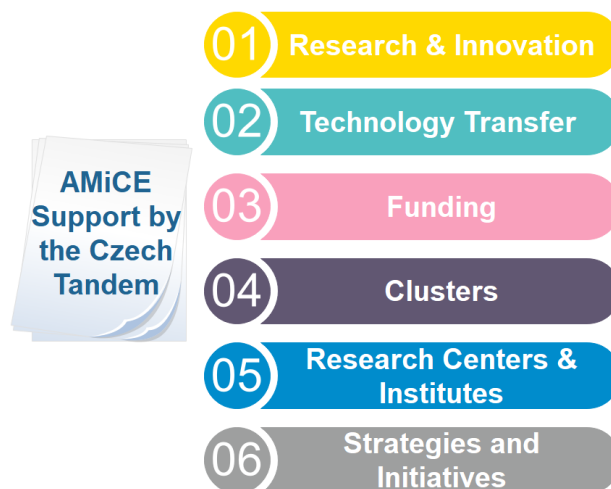 AMiCE
Support by
the Czech
Tandem
01 Research & Innovation
02 Technology Transfer
03 Funding
04 Clusters
05 Research Centers &
Institutes
06 Strategies and
Initiatives